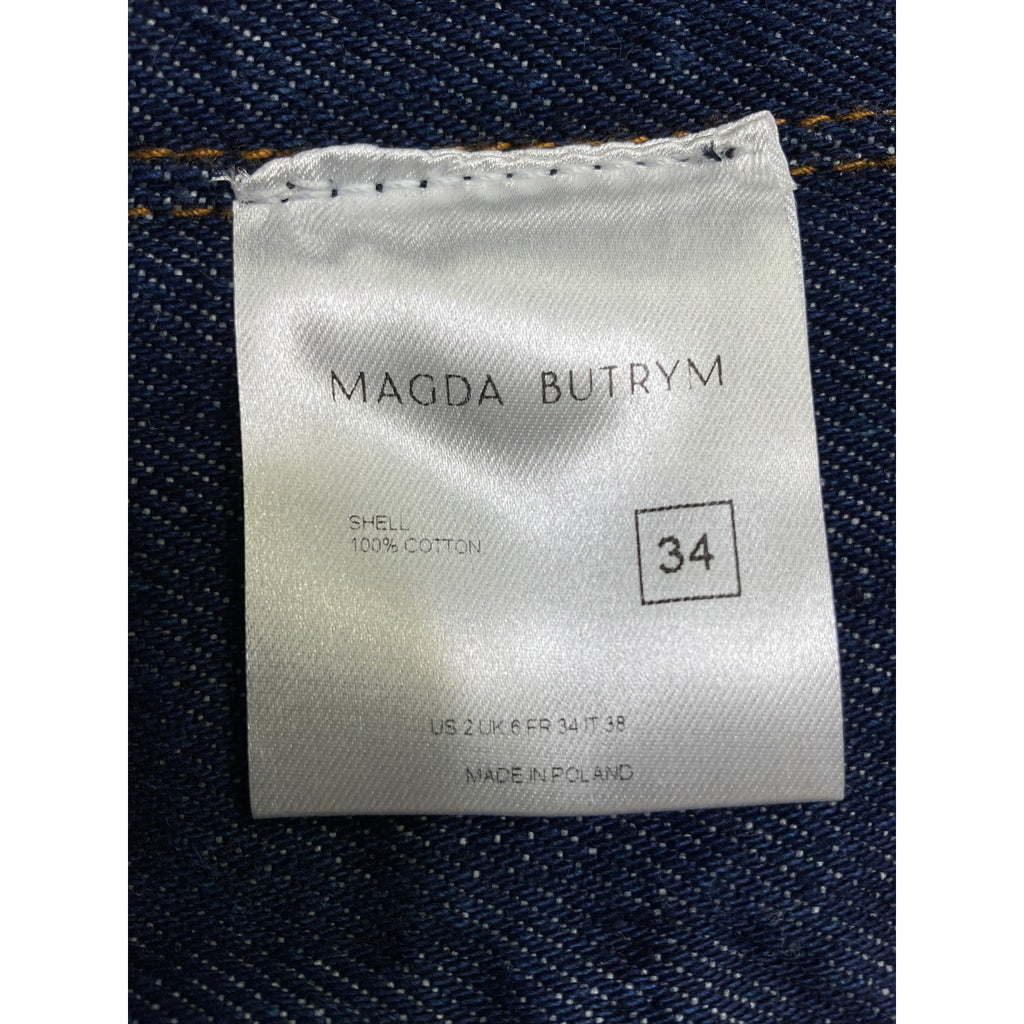 MAGDA BUTRYM
SHELL
100% COTTON
34
US 2 UK 6 FR 34 IT 38
MADE IN POLAND